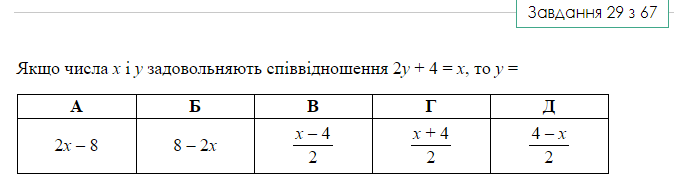 Завдання 29 з 67
Якщо числа x і y задовольняють співвідношення 2y + 4 = x, то y =
А Б В Г Д
2x – 8 8 – 2x (x – 4)/2 (x + 4)/2 (4 – x)/2